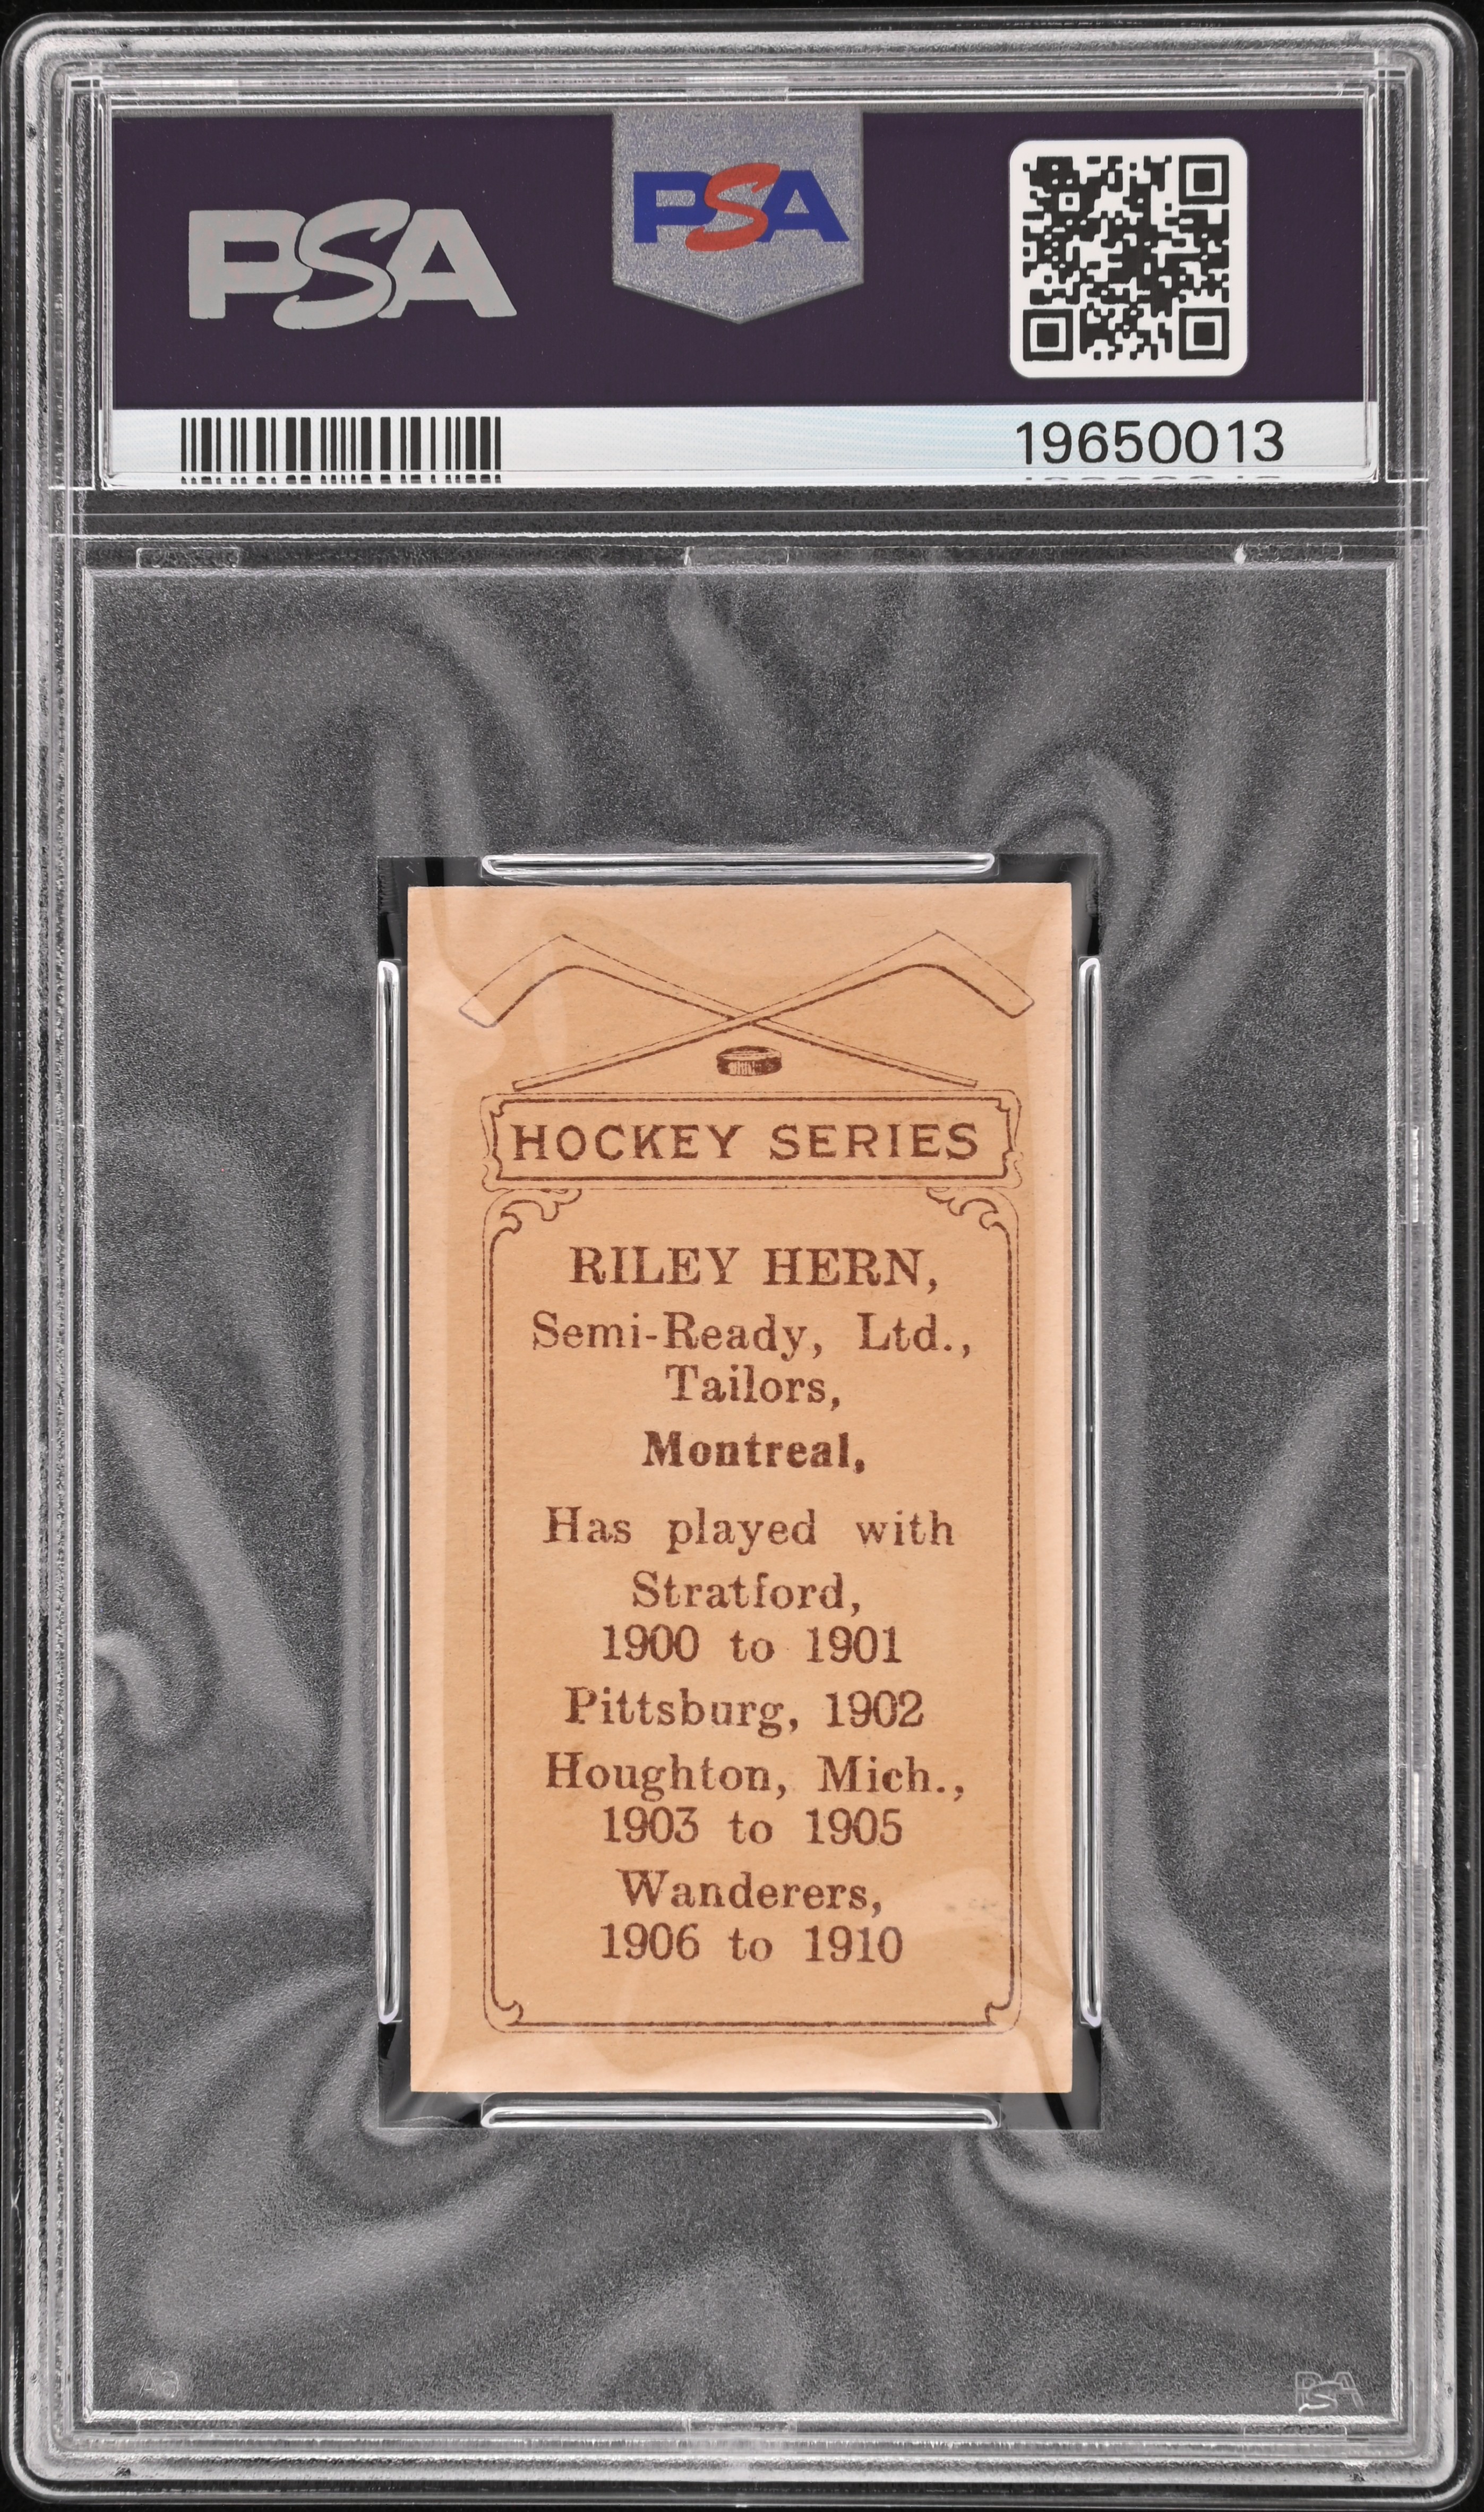 PSA
PSA
19650013
HOCKEY SERIES
RILEY HERN,
Semi-Ready, Ltd.,
Tailors,
Montreal,
Has played with
Stratford,
1900 to 1901
Pittsburg, 1902
Houghton, Mich.,
1903 to 1905
Wanderers,
1906 to 1910
PSA